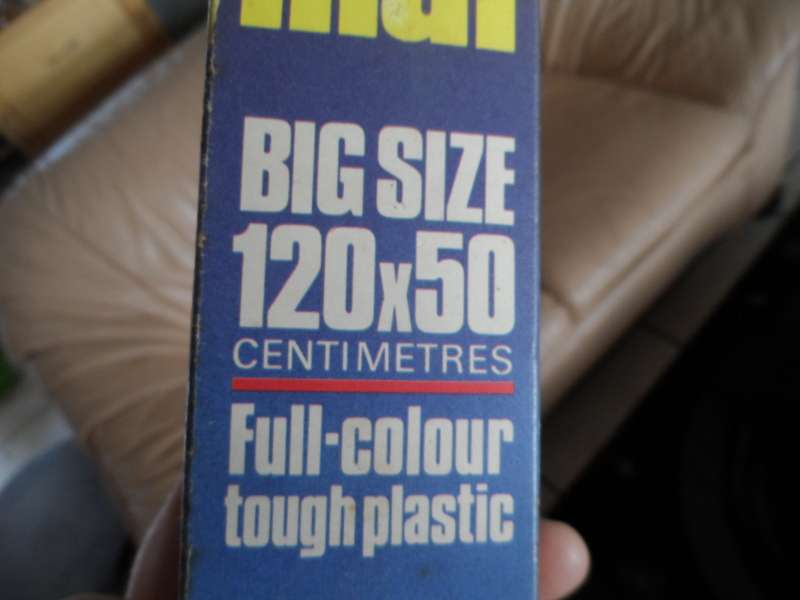 BIG SIZE
120x50
CENTIMETRES
Full-colour
tough plastic